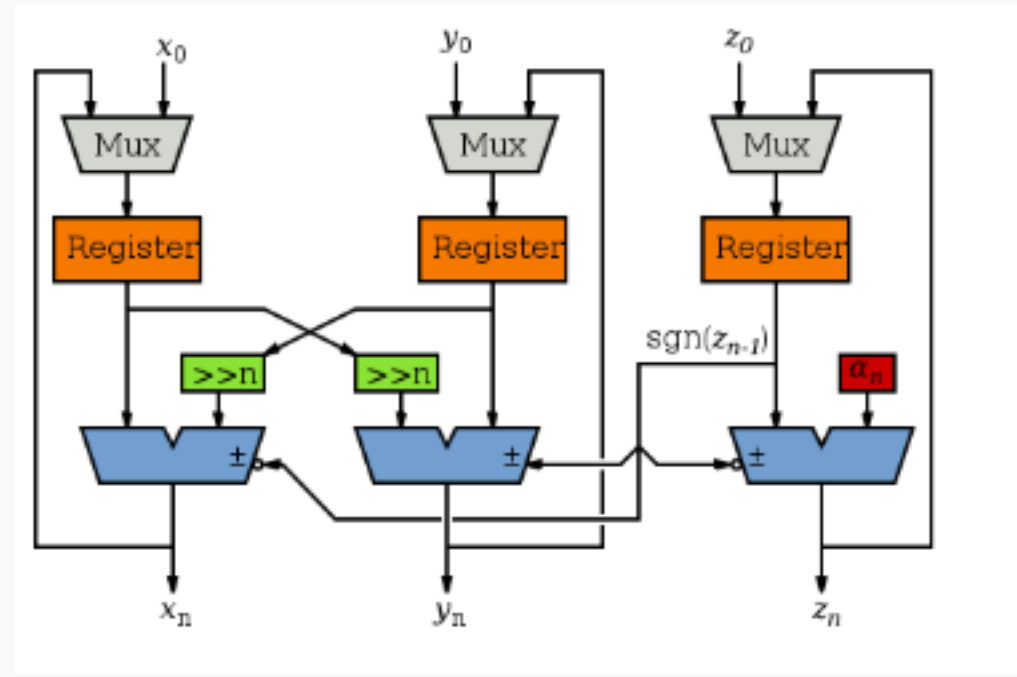 x₀ y₀ z₀
Mux Mux Mux
Register Register Register
sgn(zₙ₋₁)
>>n >>n αₙ
± ± ±
xₙ yₙ zₙ